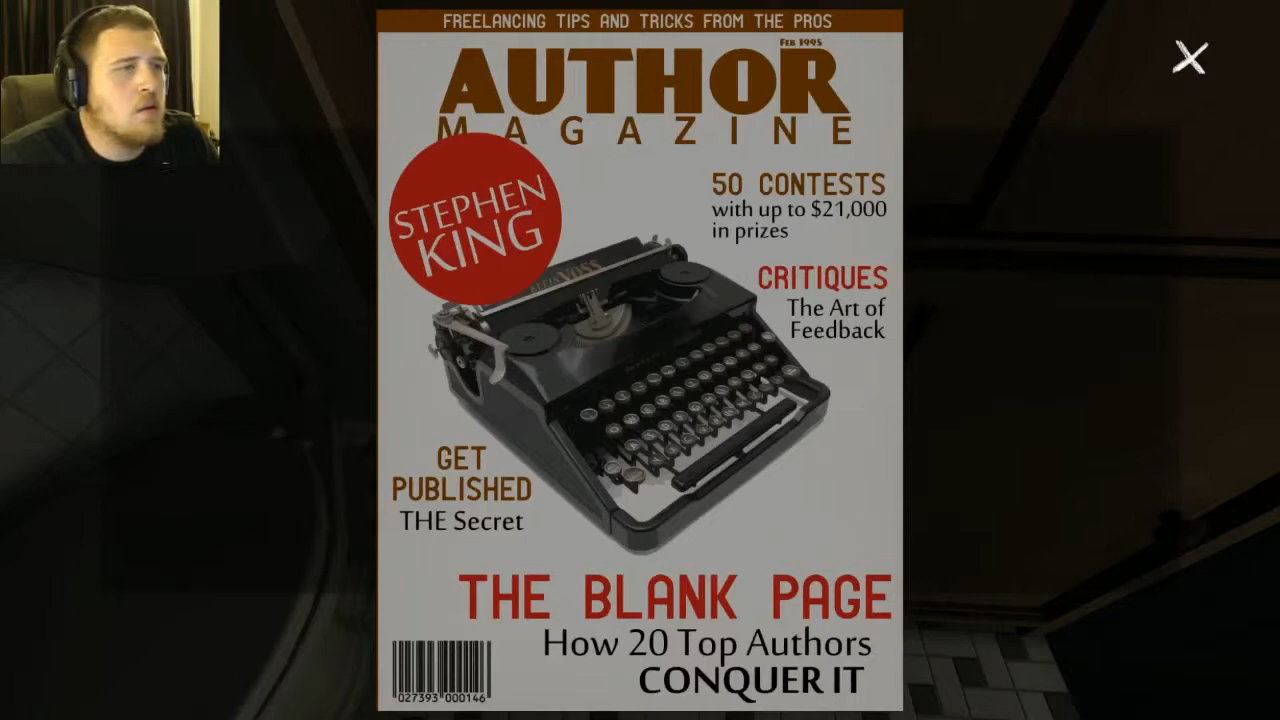 FREELANCING TIPS AND TRICKS FROM THE PROS
FEB 1995
AUTHOR
MAGAZINE
STEPHEN
KING
50 CONTESTS
with up to $21,000
in prizes
CRITIQUES
The Art of
Feedback
VOSS
GET
PUBLISHED
THE Secret
THE BLANK PAGE
How 20 Top Authors
CONQUER IT
027393 000146